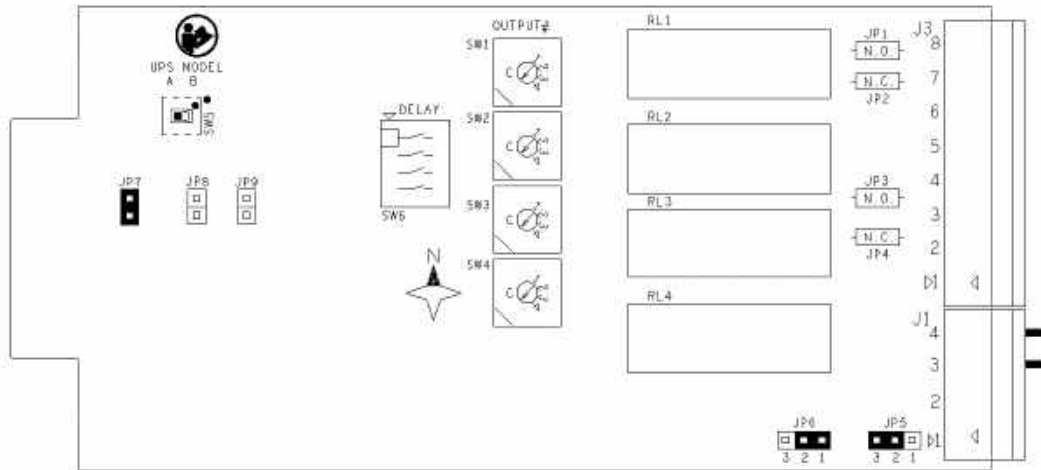 UPS MODEL
A B
SW5
JP7
JP8
JP9
DELAY
SW6
N
OUTPUT#
SW1
C
SW2
C
SW3
C
SW4
C
RL1
RL2
RL3
RL4
JP1
N.O.
N.C.
JP2
JP3
N.O.
N.C.
JP4
J3
8
7
6
5
4
3
2
1
J1
4
3
2
1
JP6
3 2 1
JP5
3 2 1